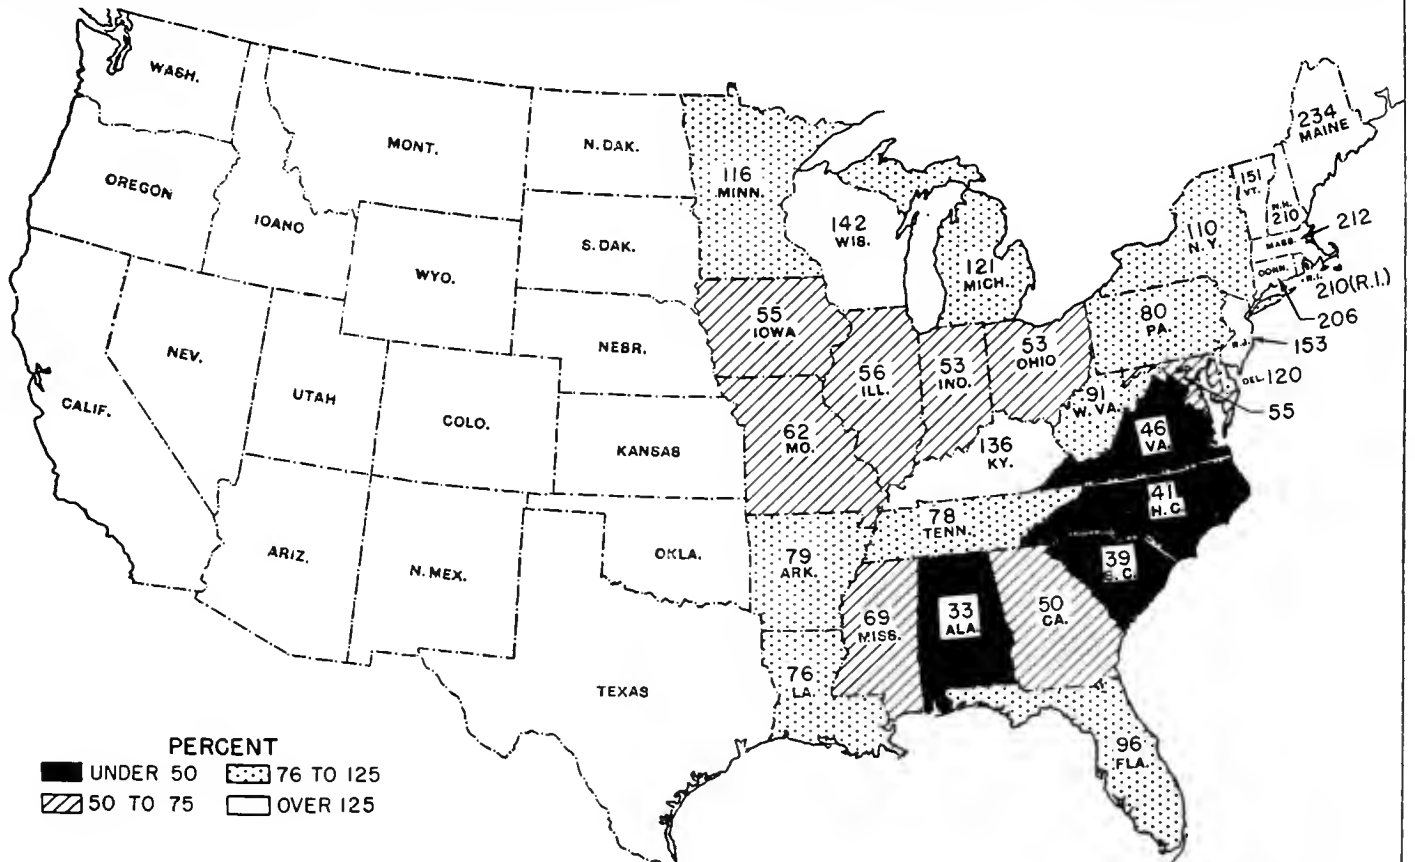 WASH.
OREGON
IDANO
MONT.
N. DAK.
S. DAK.
WYO.
NEBR.
NEV.
UTAH
COLO.
KANSAS
CALIF.
ARIZ.
N. MEX.
OKLA.
TEXAS
116
MINN.
142
WIS.
121
MICH.
55
IOWA
56
ILL.
53
IND.
53
OHIO
62
MO.
136
KY.
79
ARK.
78
TENN.
76
LA.
69
MISS.
33
ALA.
50
CA.
96
FLA.
39
S.C.
41
H.C
46
VA.
91
W. VA.
80
PA.
110
N.Y.
151
VT.
N.H.
210
234
MAINE
MASS.
212
CONN.
R.I.
210(R.I.)
206
N.J.
153
DEL.
120
55
PERCENT
UNDER 50
76 TO 125
50 TO 75
OVER 125